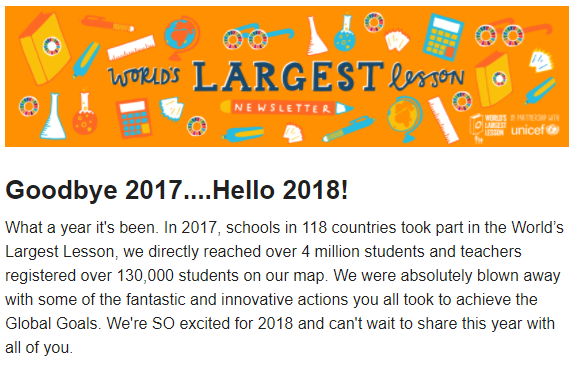 WORLD'S LARGEST lesson
NEWSLETTER
WORLD'S LARGEST LESSON
IN PARTNERSHIP WITH
unicef
Goodbye 2017....Hello 2018!
What a year it's been. In 2017, schools in 118 countries took part in the World’s
Largest Lesson, we directly reached over 4 million students and teachers
registered over 130,000 students on our map. We were absolutely blown away
with some of the fantastic and innovative actions you all took to achieve the
Global Goals. We're SO excited for 2018 and can't wait to share this year with
all of you.